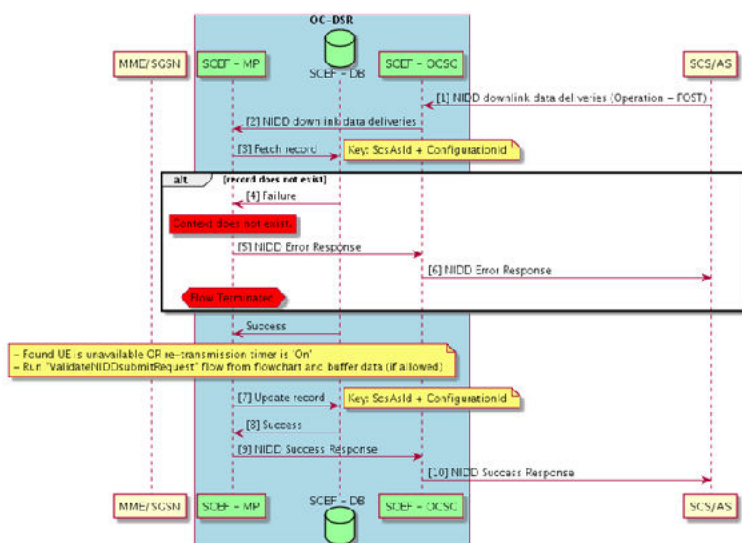 OC-DSR
MME/SGSN
SCEF - MP
SCEF - DB
SCEF - OCSG
SCS/AS
[1] NIDD downlink data deliveries (Operation - POST)
[2] NIDD downlink data deliveries
[3] Fetch record
Key: ScsAsId + ConfigurationId
alt
[record does not exist]
[4] Failure
Context does not exist.
[5] NIDD Error Response
[6] NIDD Error Response
Flow Terminated
Success
- Found UE is unavailable OR re-transmission timer is 'On'
- Run "ValidateNIDDsubmitRequest" flow from flowchart and buffer data (if allowed)
[7] Update record
Key: ScsAsId + ConfigurationId
[8] Success
[9] NIDD Success Response
[10] NIDD Success Response
MME/SGSN
SCEF - MP
SCEF - DB
SCEF - OCSG
SCS/AS